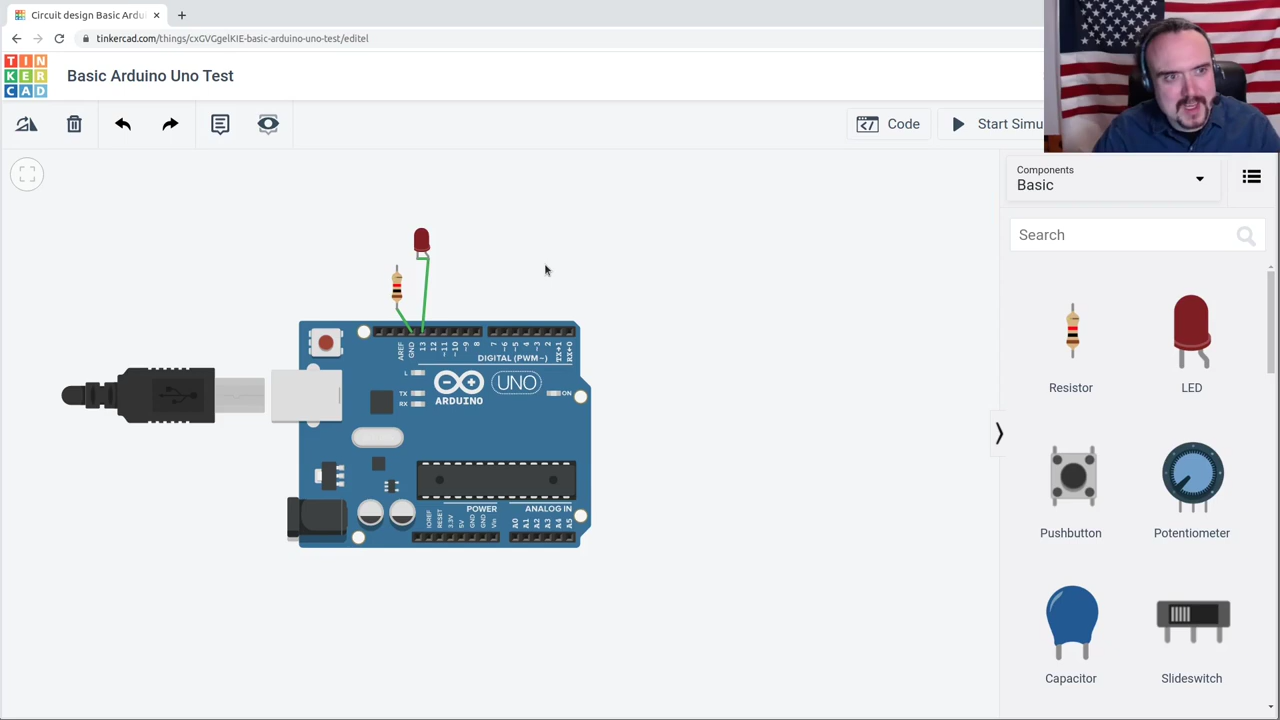 Circuit design Basic Ardu
tinkercad.com/things/cxGVGgelKIE-basic-arduino-uno-test/editel
TIN
KER
CAD
Basic Arduino Uno Test
Code
Start Simu
Components
Basic
Search
Resistor
LED
Pushbutton
Potentiometer
Capacitor
Slideswitch
AREF
GND
13
12
~11
~10
~9
8
7
~6
~5
4
~3
2
TX→1
RX←0
DIGITAL (PWM~)
L
TX
RX
UNO
ARDUINO
ON
POWER
ANALOG IN
IOREF
RESET
3.3V
5V
GND
GND
Vin
A0
A1
A2
A3
A4
A5